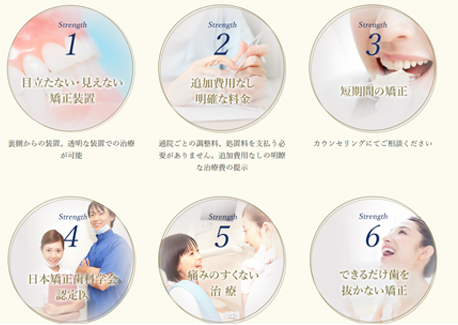 Strength
1
目立たない・見えない
矯正装置
裏側からの装置、透明な装置での治療
が可能
Strength
2
追加費用なし
明確な料金
通院ごとの調整料、処置料を支払う必
要がありません。追加費用なしの明瞭
な治療費の提示
Strength
3
短期間の矯正
カウンセリングにてご相談ください
Strength
4
日本矯正歯科学会
認定医
Strength
5
痛みのすくない
治療
Strength
6
できるだけ歯を
抜かない矯正